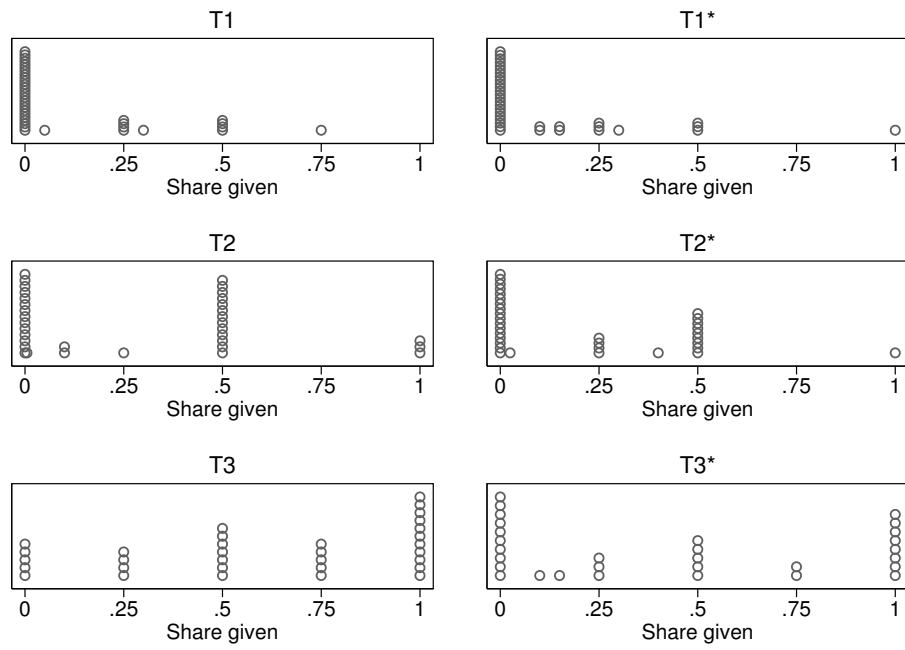 T1
0 .25 .5 .75 1
Share given
T1*
0 .25 .5 .75 1
Share given
T2
0 .25 .5 .75 1
Share given
T2*
0 .25 .5 .75 1
Share given
T3
0 .25 .5 .75 1
Share given
T3*
0 .25 .5 .75 1
Share given